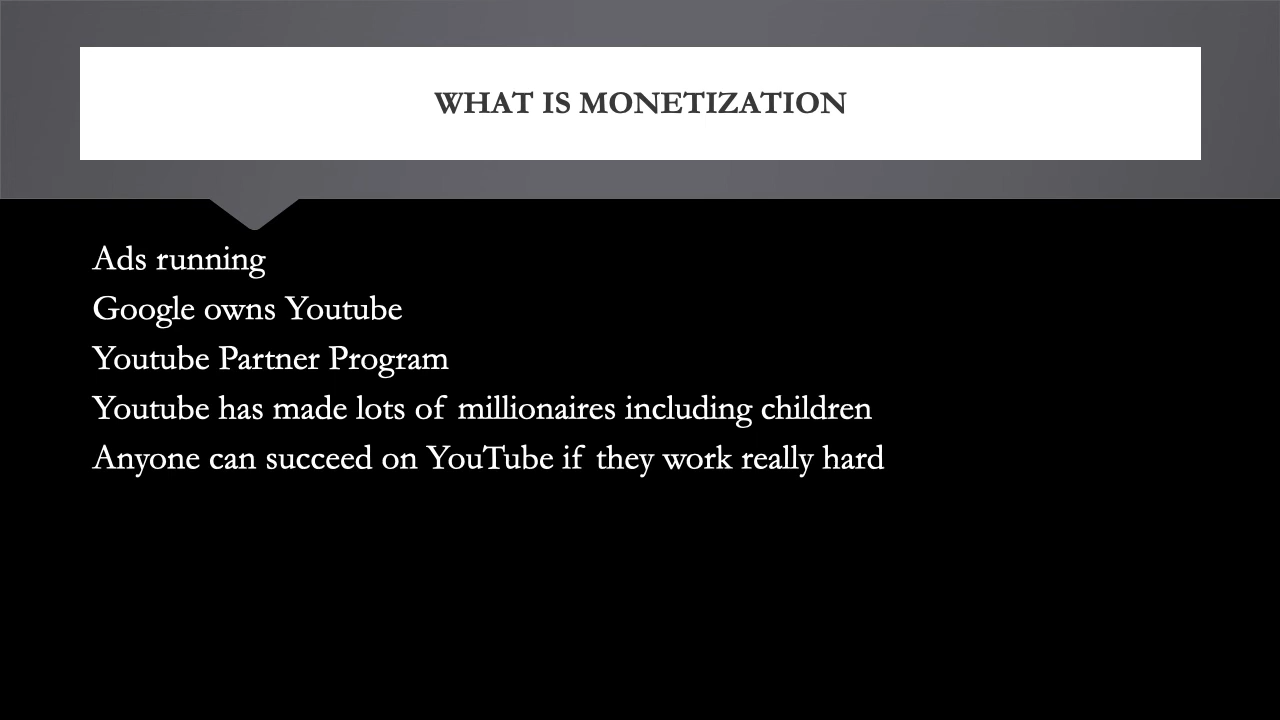 WHAT IS MONETIZATION
Ads running
Google owns Youtube
Youtube Partner Program
Youtube has made lots of millionaires including children
Anyone can succeed on YouTube if they work really hard